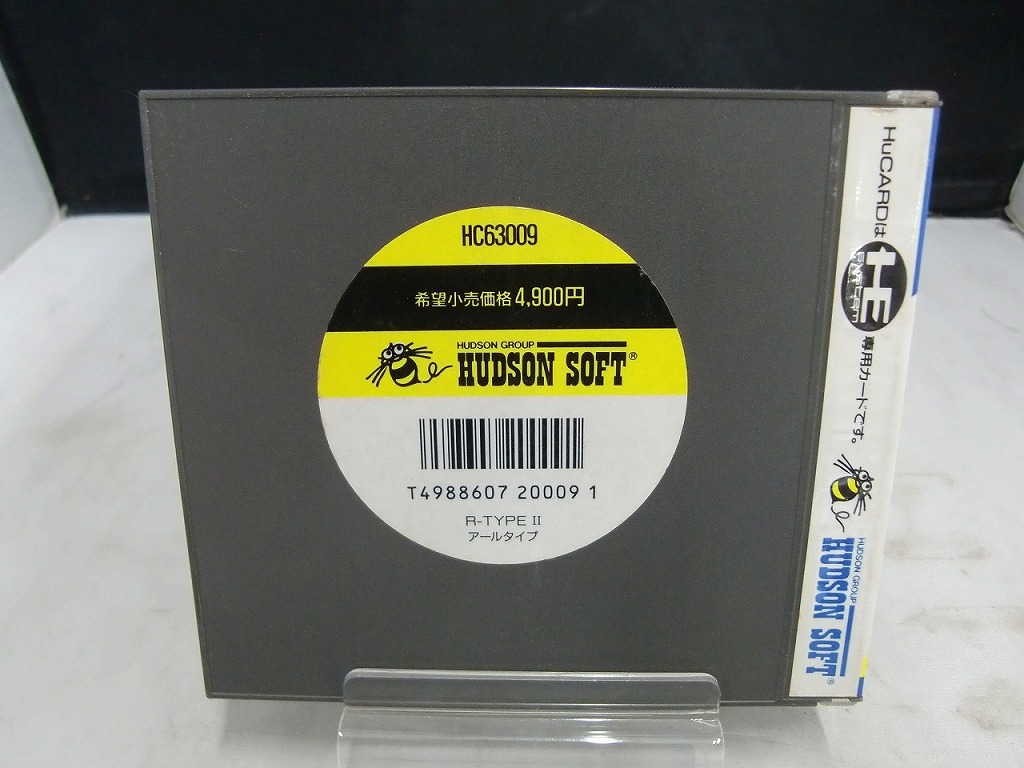 HC63009
希望小売価格4,900円
HUDSON GROUP
HUDSON SOFT®
T4988607 20009 1
R-TYPE II
アールタイプ
HuCARDは
PE
専用カードです。
HUDSON GROUP
HUDSON SOFT®